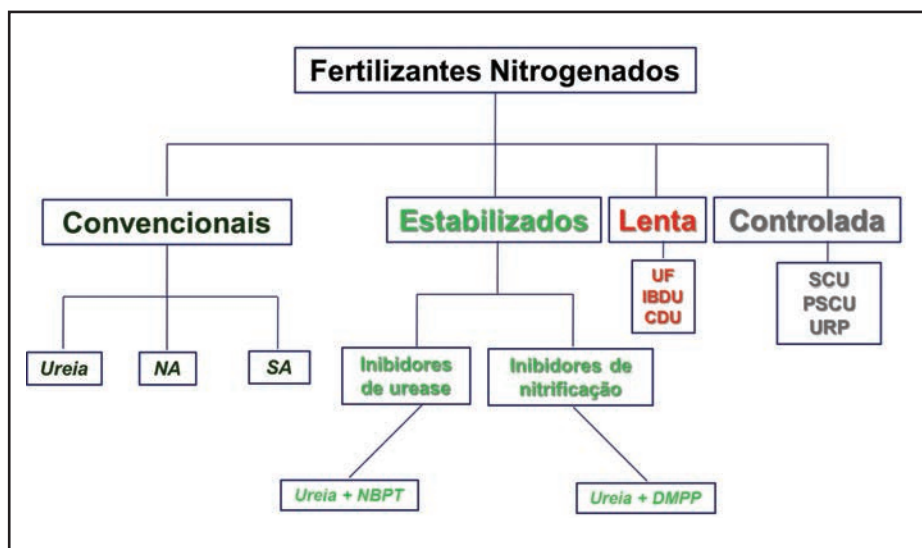 Fertilizantes Nitrogenados
Convencionais
Estabilizados
Lenta
Controlada
UF
IBDU
CDU
SCU
PSCU
URP
Ureia
NA
SA
Inibidores
de urease
Inibidores de
nitrificação
Ureia + NBPT
Ureia + DMPP